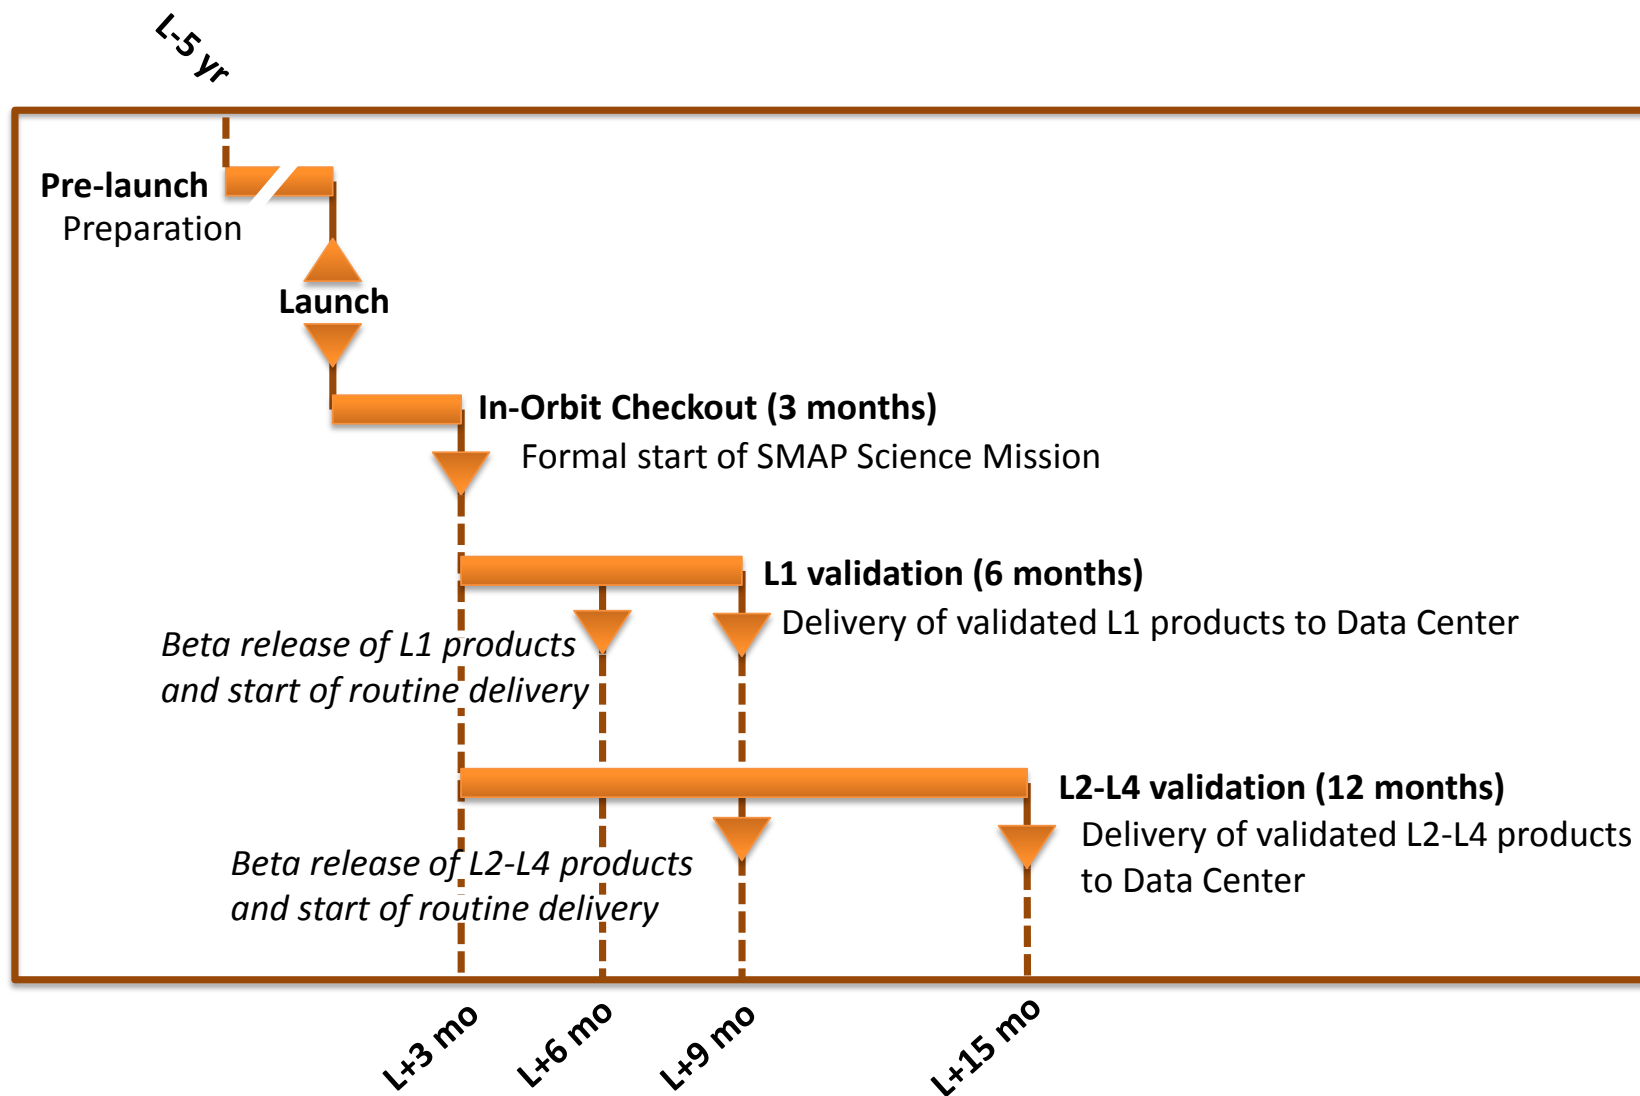 L-5 yr
Pre-launch
Preparation
Launch
In-Orbit Checkout (3 months)
Formal start of SMAP Science Mission
L1 validation (6 months)
Delivery of validated L1 products to Data Center
Beta release of L1 products
and start of routine delivery
L2-L4 validation (12 months)
Delivery of validated L2-L4 products
to Data Center
Beta release of L2-L4 products
and start of routine delivery
L+3 mo
L+6 mo
L+9 mo
L+15 mo